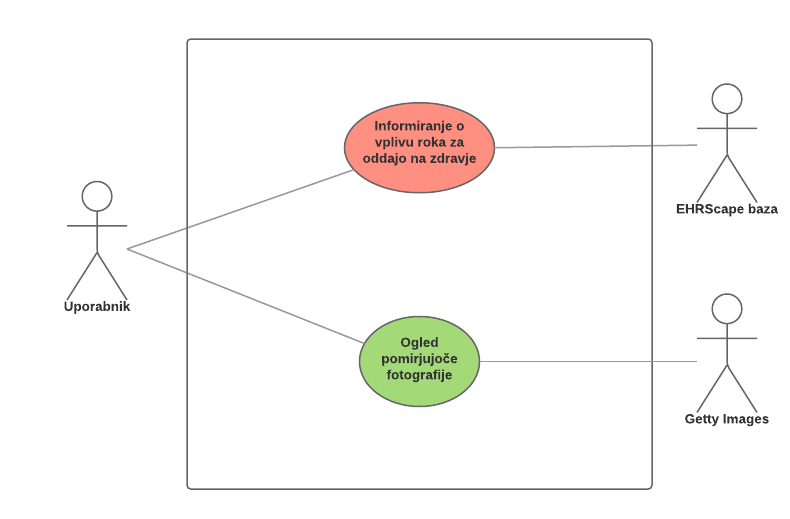 Informiranje o
vplivu roka za
oddajo na zdravje
EHRScape baza
Uporabnik
Ogled
pomirjujoče
fotografije
Getty Images